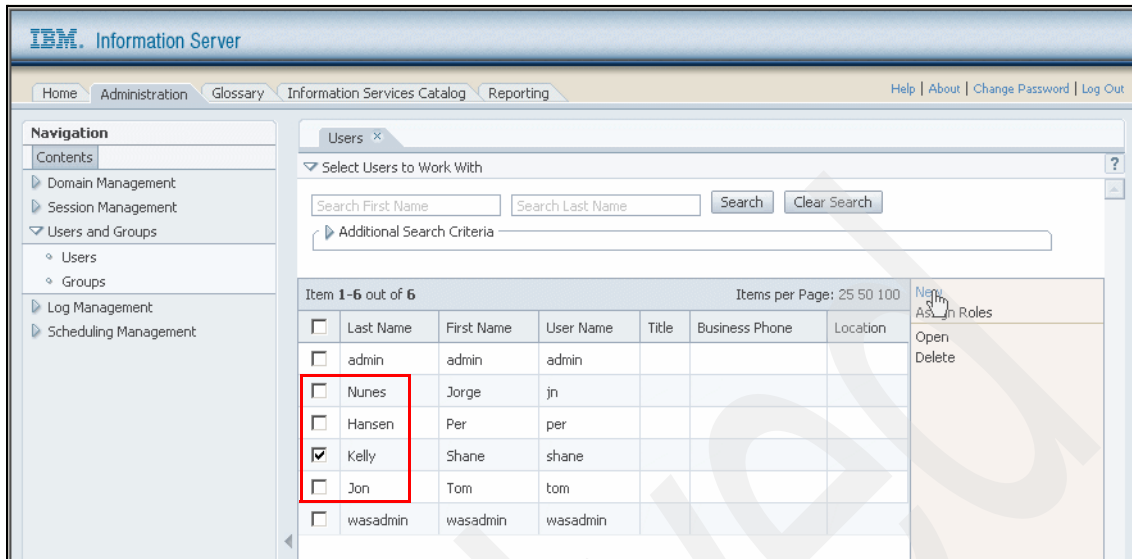 IBM. Information Server
Home Administration Glossary Information Services Catalog Reporting Help | About | Change Password | Log Out
Navigation
Contents
Domain Management
Session Management
Users and Groups
Users
Groups
Log Management
Scheduling Management
Users
Select Users to Work With
?
Search First Name Search Last Name Search Clear Search
Additional Search Criteria
Item 1-6 out of 6 Items per Page: 25 50 100
Last Name First Name User Name Title Business Phone Location
admin admin admin
Nunes Jorge jn
Hansen Per per
Kelly Shane shane
Jon Tom tom
wasadmin wasadmin wasadmin
New
Assign Roles
Open
Delete